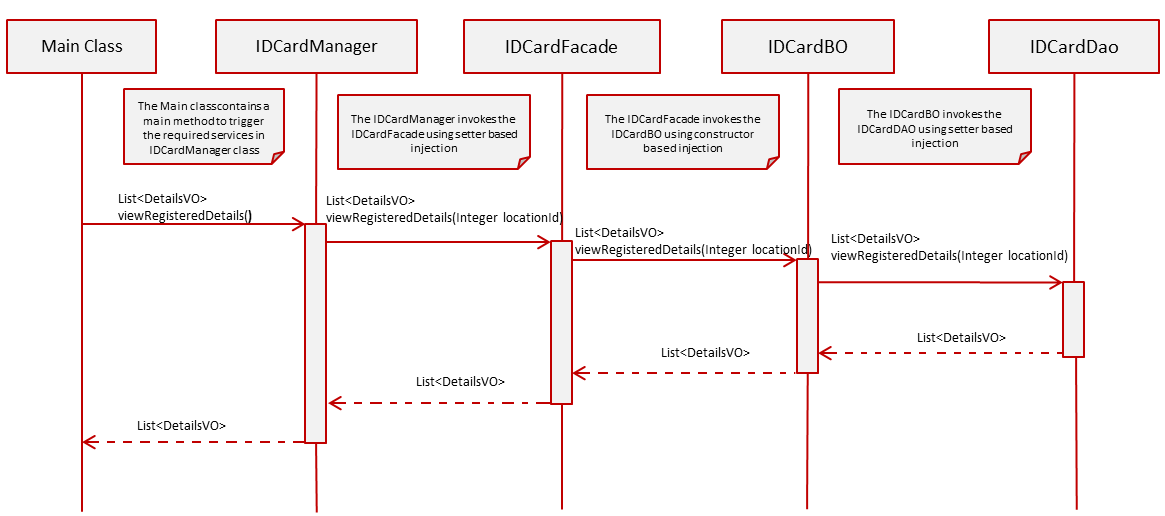 Main Class
IDCardManager
IDCardFacade
IDCardBO
IDCardDao
The Main classcontains a
main method to trigger
the required services in
IDCardManager class
The IDCardManager invokes the
IDCardFacade using setter based
injection
The IDCardFacade invokes the
IDCardBO using constructor
based injection
The IDCardBO invokes the
IDCardDAO using setter based
injection
List<DetailsVO>
viewRegisteredDetails()
List<DetailsVO>
viewRegisteredDetails(Integer locationId)
List<DetailsVO>
viewRegisteredDetails(Integer locationId)
List<DetailsVO>
viewRegisteredDetails(Integer locationId)
List<DetailsVO>
List<DetailsVO>
List<DetailsVO>
List<DetailsVO>